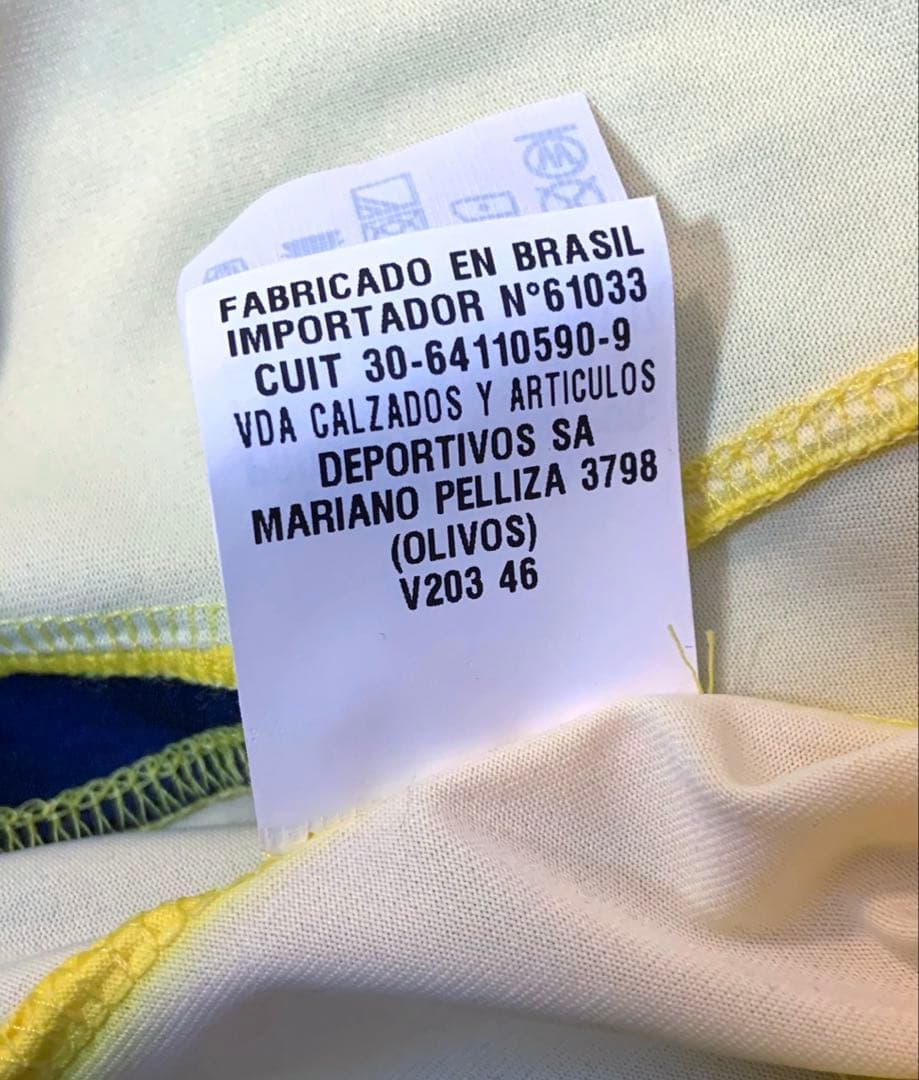 FABRICADO EN BRASIL
IMPORTADOR N°61033
CUIT 30-64110590-9
VDA CALZADOS Y ARTICULOS
DEPORTIVOS SA
MARIANO PELLIZA 3798
(OLIVOS)
V203 46